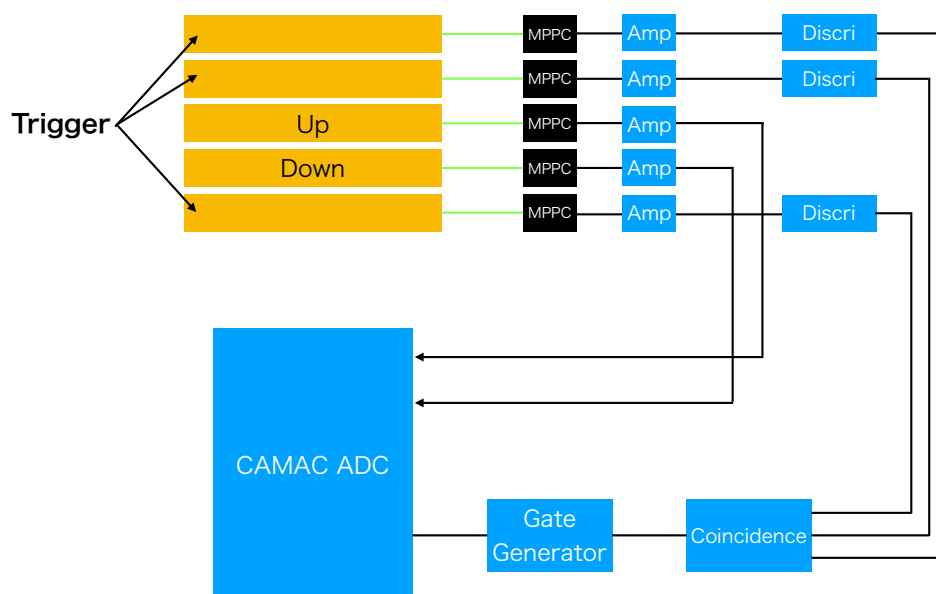 MPPC Amp Discri
MPPC Amp Discri
Trigger Up MPPC Amp
Down MPPC Amp
MPPC Amp Discri
CAMAC ADC
Gate
Generator
Coincidence